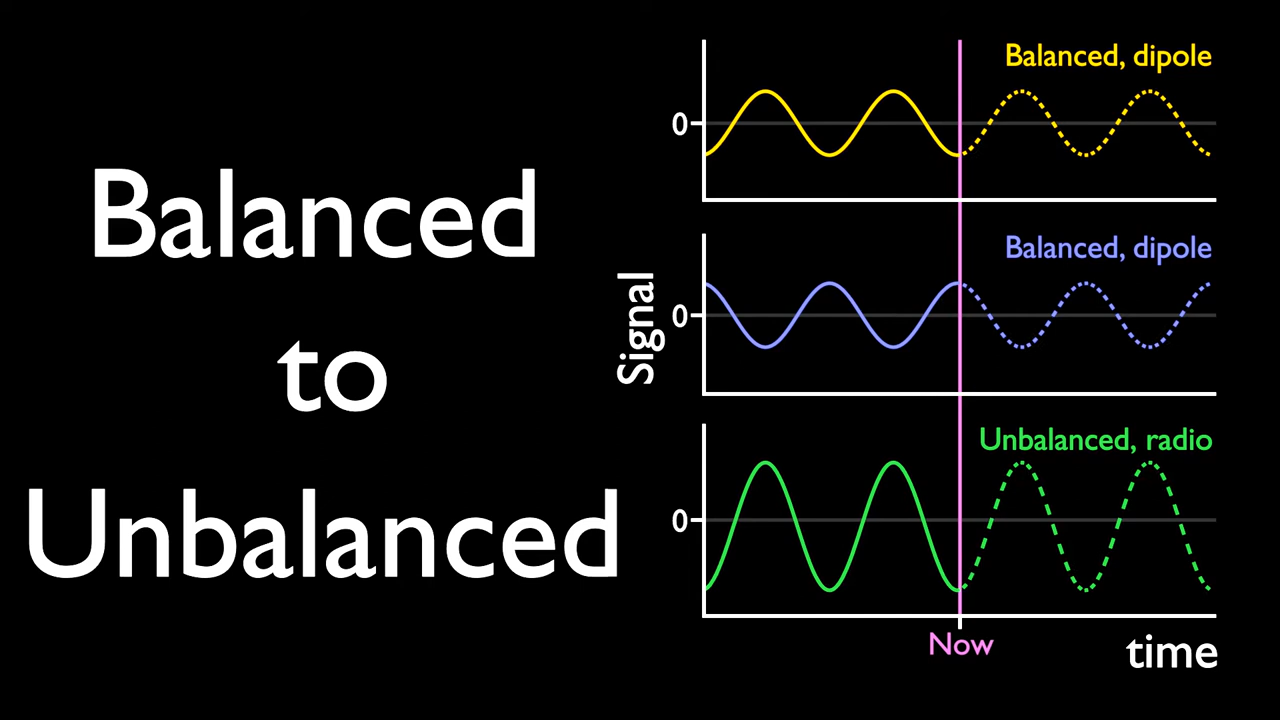 Balanced
to
Unbalanced
Signal
Balanced, dipole
0
Balanced, dipole
0
Unbalanced, radio
0
Now
time